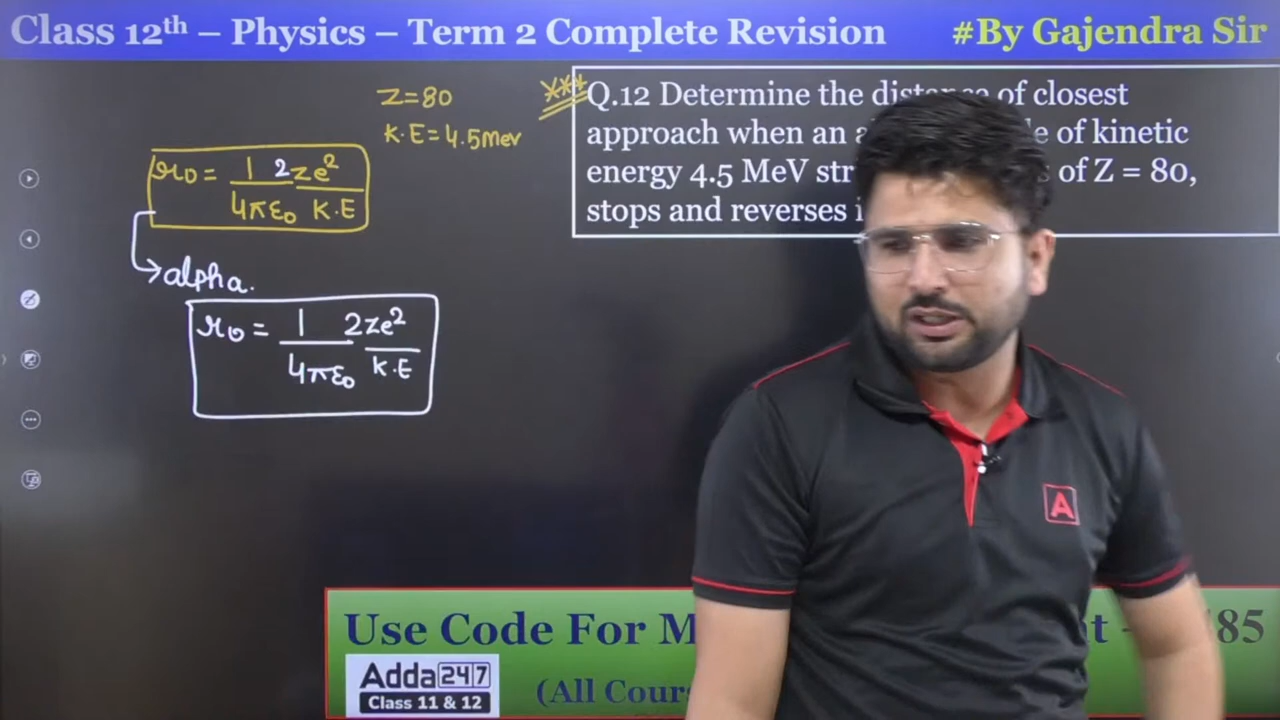 Class 12th – Physics – Term 2 Complete Revision #By Gajendra Sir
Z=80
K.E=4.5Mev
Q.12 Determine the of closest
approach when an of kinetic
energy 4.5 MeV of Z = 80,
stops and reverses
r0 = 1 2ze²
4πε0 K.E
alpha.
r0 = 1 2ze²
4πε0 K.E
Use Code For 85
(All
Adda247
Class 11 & 12
A